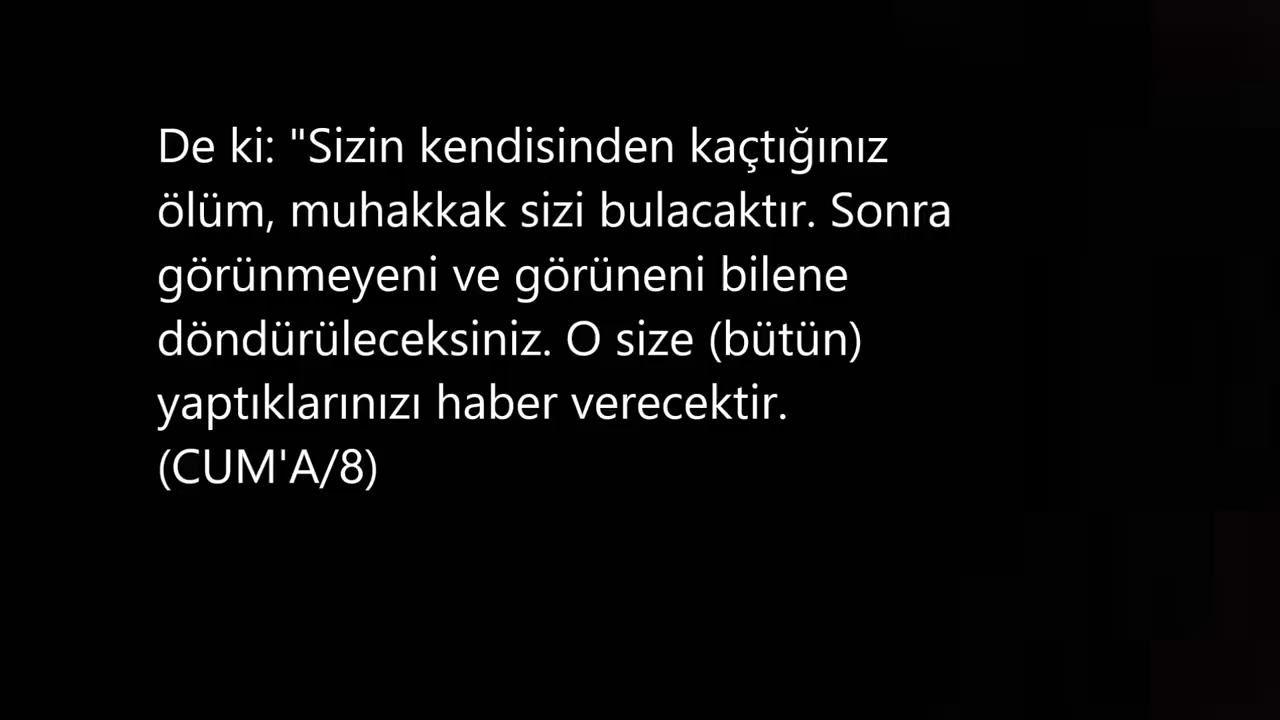 De ki: "Sizin kendisinden kaçtığınız
ölüm, muhakkak sizi bulacaktır. Sonra
görünmeyeni ve görüneni bilene
döndürüleceksiniz. O size (bütün)
yaptıklarınızı haber verecektir.
(CUM'A/8)